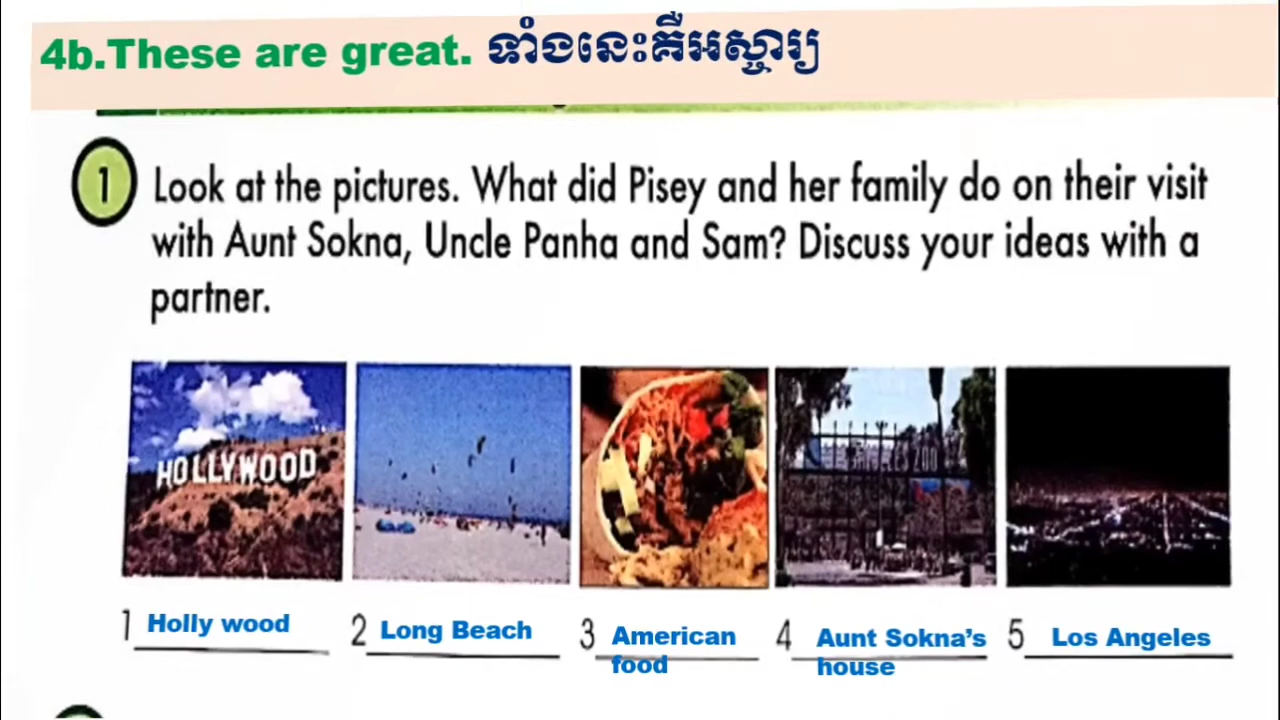 4b.These are great. ទាំងនេះគឺអស្ចារ្យ
1 Look at the pictures. What did Pisey and her family do on their visit
with Aunt Sokna, Uncle Panha and Sam? Discuss your ideas with a
partner.
HOLLYWOOD
ZOO
1 Holly wood 2 Long Beach 3 American food 4 Aunt Sokna's house 5 Los Angeles